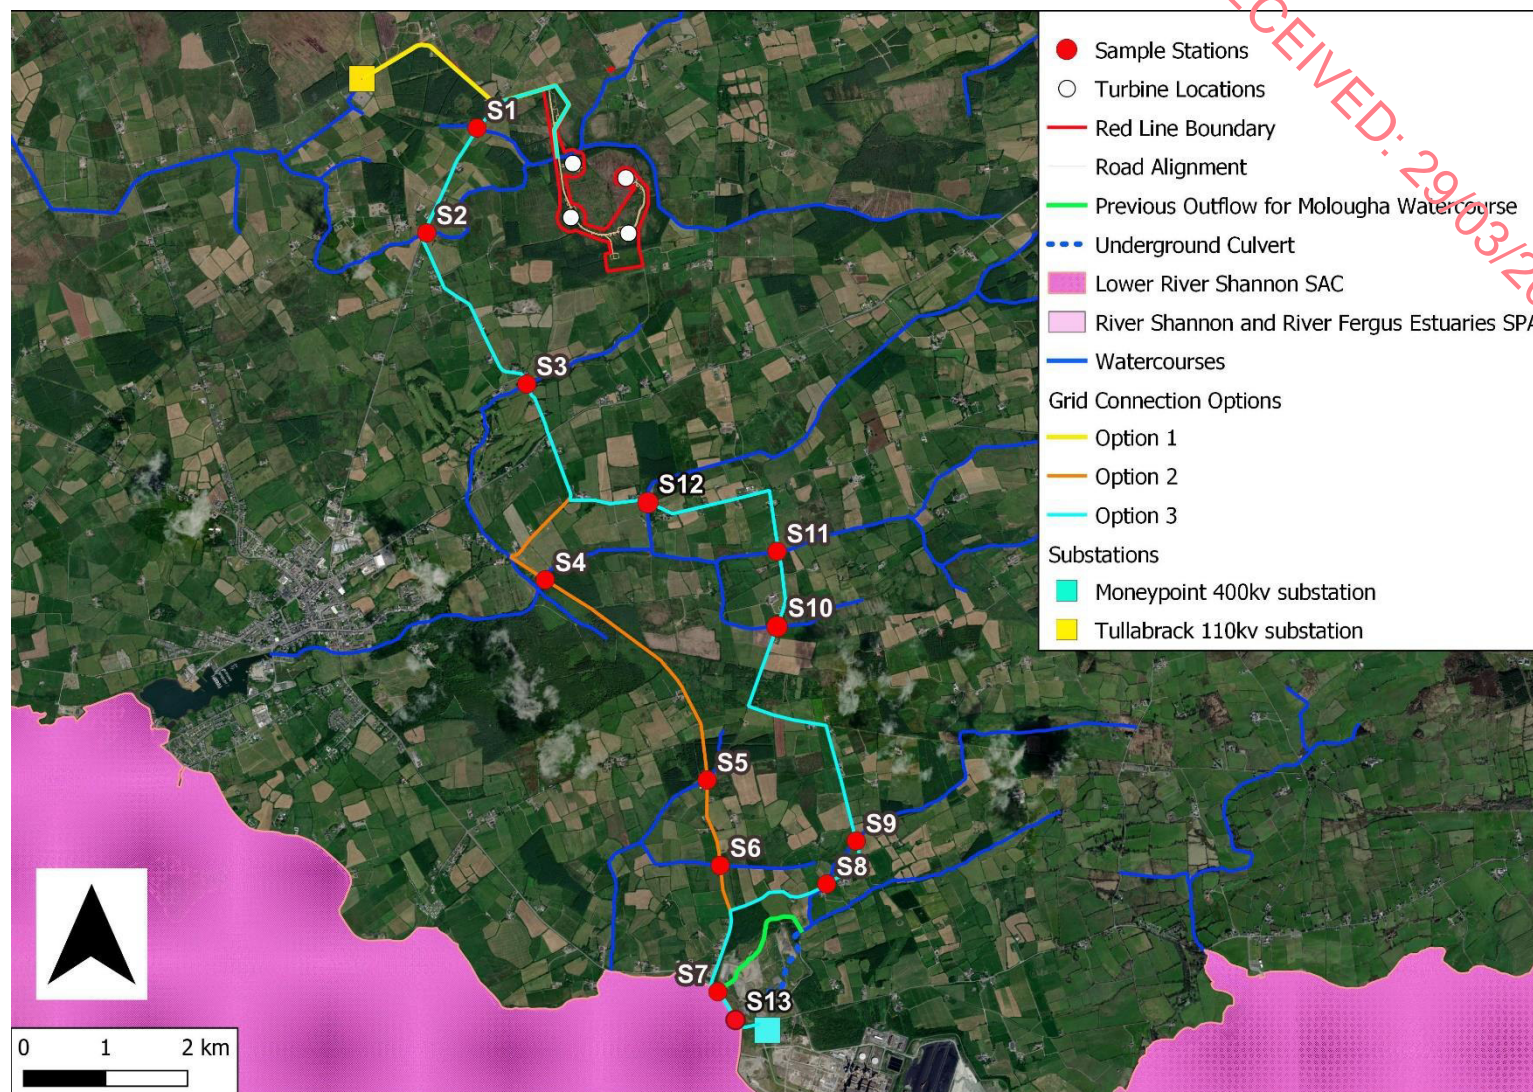 Sample Stations
Turbine Locations
Red Line Boundary
Road Alignment
Previous Outflow for Molougha Watercourse
Underground Culvert
Lower River Shannon SAC
River Shannon and River Fergus Estuaries SPA
Watercourses
Grid Connection Options
Option 1
Option 2
Option 3
Substations
Moneypoint 400kv substation
Tullabrack 110kv substation
S1
S2
S3
S12
S11
S4
S10
S5
S9
S6
S8
S7
S13
0 1 2 km
CEIVED: 29/03/20